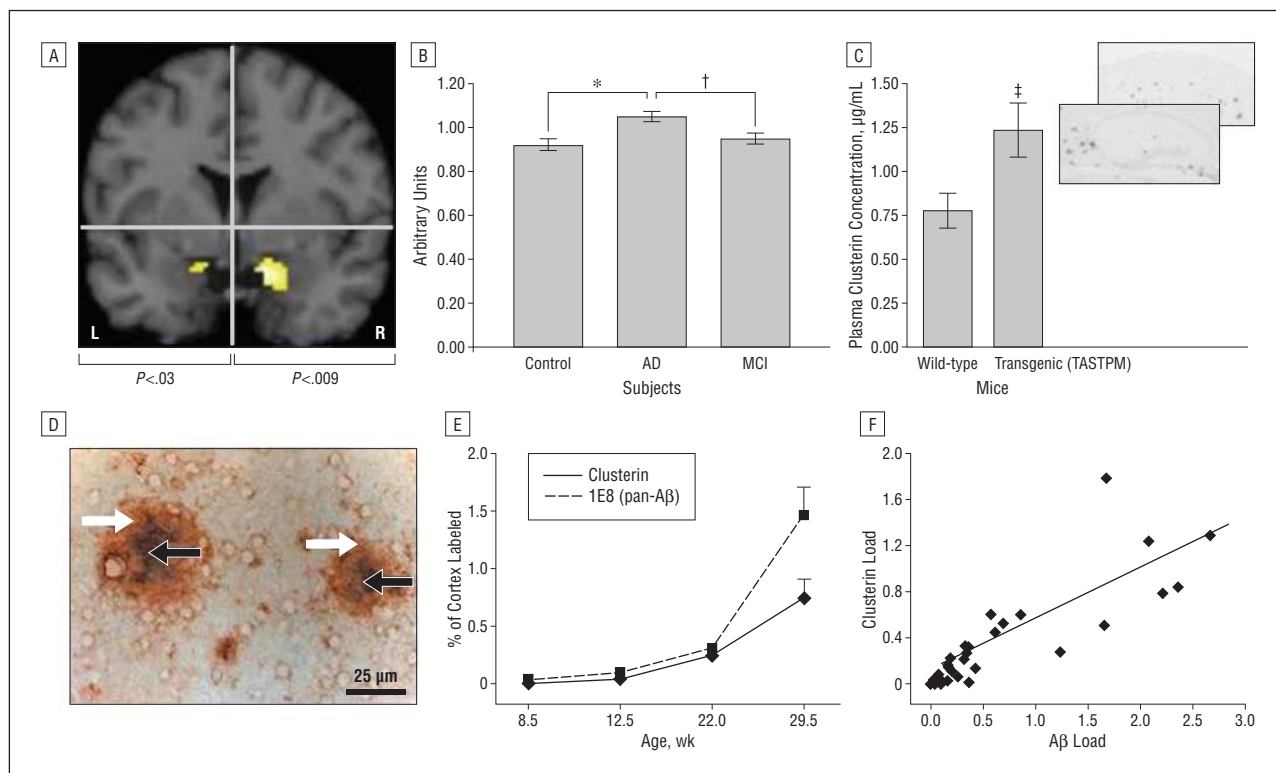 A
L
R
P<.03
P<.009
B
1.20
1.00
0.80
0.60
0.40
0.20
0.00
Arbitrary Units
*
†
Control
AD
MCI
Subjects
C
1.50
1.25
1.00
0.75
0.50
0.25
0.00
Plasma Clusterin Concentration, µg/mL
‡
Wild-type
Transgenic (TASTPM)
Mice
D
25 µm
E
2.0
1.5
1.0
0.5
0
% of Cortex Labeled
Clusterin
1E8 (pan-Aβ)
8.5
12.5
22.0
29.5
Age, wk
F
2.0
1.6
1.2
0.8
0.4
0
Clusterin Load
0.0
0.5
1.0
1.5
2.0
2.5
3.0
Aβ Load